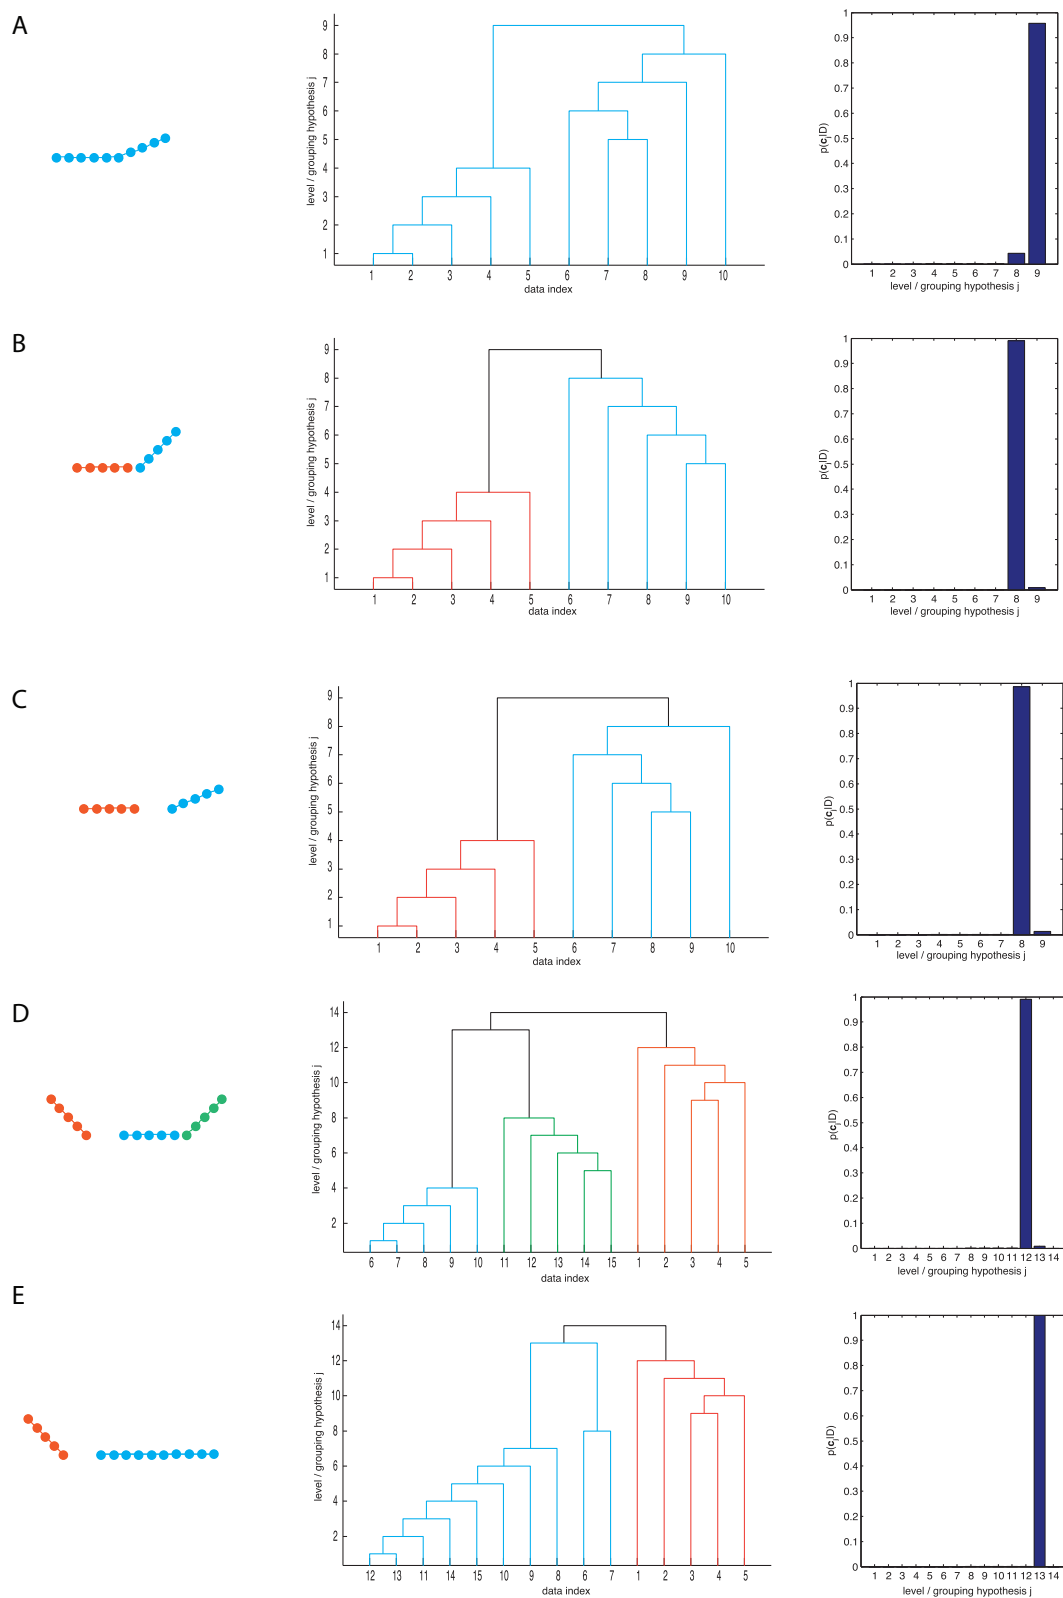 A
level / grouping hypothesis j
9
8
7
6
5
4
3
2
1
1 2 3 4 5 6 7 8 9 10
data index
p(c_j|D)
1
0.9
0.8
0.7
0.6
0.5
0.4
0.3
0.2
0.1
0
1 2 3 4 5 6 7 8 9
level / grouping hypothesis j
B
level / grouping hypothesis j
9
8
7
6
5
4
3
2
1
1 2 3 4 5 6 7 8 9 10
data index
p(c_j|D)
1
0.9
0.8
0.7
0.6
0.5
0.4
0.3
0.2
0.1
0
1 2 3 4 5 6 7 8 9
level / grouping hypothesis j
C
level / grouping hypothesis j
9
8
7
6
5
4
3
2
1
1 2 3 4 5 6 7 8 9 10
data index
p(c_j|D)
1
0.9
0.8
0.7
0.6
0.5
0.4
0.3
0.2
0.1
0
1 2 3 4 5 6 7 8 9
level / grouping hypothesis j
D
level / grouping hypothesis j
14
12
10
8
6
4
2
6 7 8 9 10 11 12 13 14 15 1 2 3 4 5
data index
p(c_j|D)
1
0.9
0.8
0.7
0.6
0.5
0.4
0.3
0.2
0.1
0
1 2 3 4 5 6 7 8 9 10 11 12 13 14
level / grouping hypothesis j
E
level / grouping hypothesis j
14
12
10
8
6
4
2
12 13 11 14 15 10 9 8 6 7 1 2 3 4 5
data index
p(c_j|D)
1
0.9
0.8
0.7
0.6
0.5
0.4
0.3
0.2
0.1
0
1 2 3 4 5 6 7 8 9 10 11 12 13 14
level / grouping hypothesis j